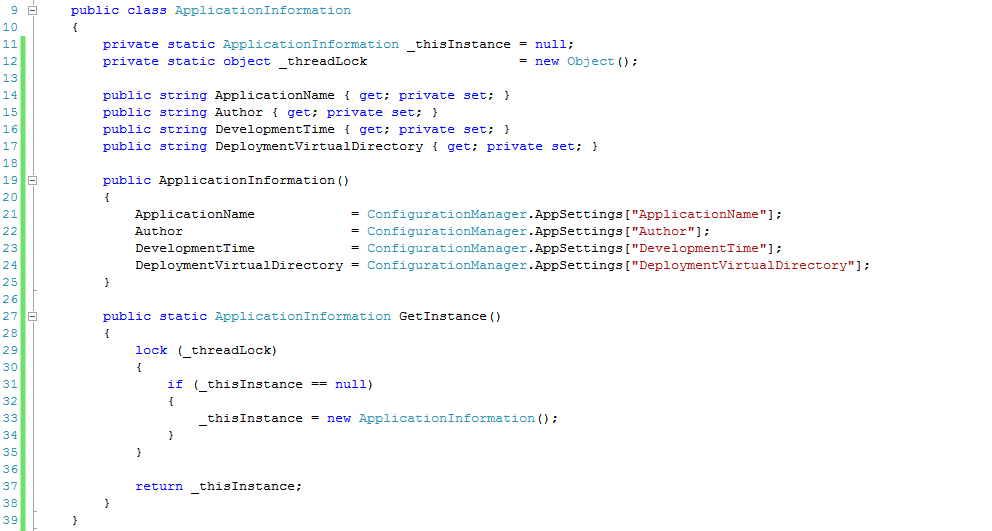 9 public class ApplicationInformation
10 {
11 private static ApplicationInformation _thisInstance = null;
12 private static object _threadLock = new Object();
13
14 public string ApplicationName { get; private set; }
15 public string Author { get; private set; }
16 public string DevelopmentTime { get; private set; }
17 public string DeploymentVirtualDirectory { get; private set; }
18
19 public ApplicationInformation()
20 {
21 ApplicationName = ConfigurationManager.AppSettings["ApplicationName"];
22 Author = ConfigurationManager.AppSettings["Author"];
23 DevelopmentTime = ConfigurationManager.AppSettings["DevelopmentTime"];
24 DeploymentVirtualDirectory = ConfigurationManager.AppSettings["DeploymentVirtualDirectory"];
25 }
26
27 public static ApplicationInformation GetInstance()
28 {
29 lock (_threadLock)
30 {
31 if (_thisInstance == null)
32 {
33 _thisInstance = new ApplicationInformation();
34 }
35 }
36
37 return _thisInstance;
38 }
39 }